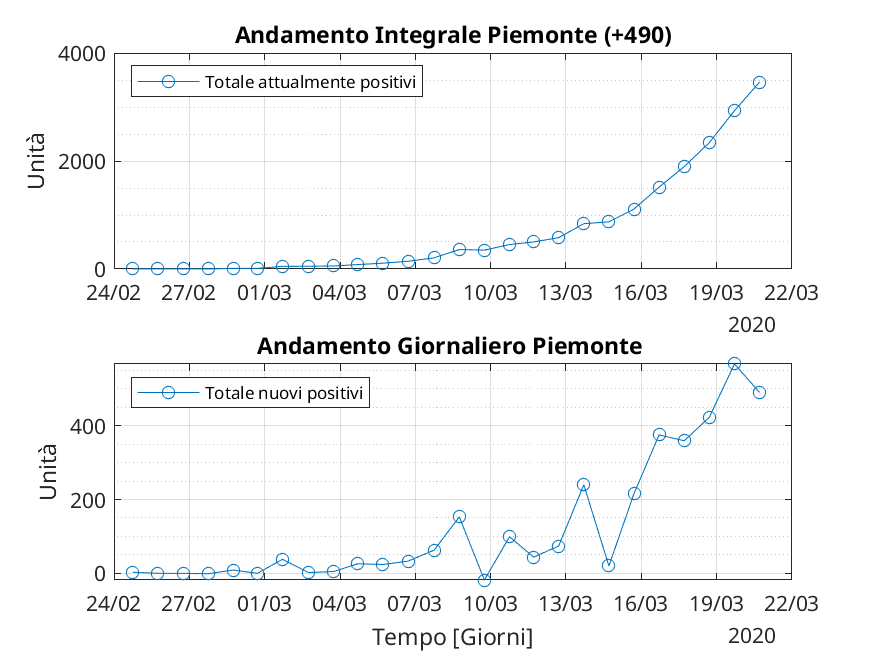 Andamento Integrale Piemonte (+490)
4000
Totale attualmente positivi
Unità
2000
0
24/02 27/02 01/03 04/03 07/03 10/03 13/03 16/03 19/03 22/03
2020
Andamento Giornaliero Piemonte
Totale nuovi positivi
400
Unità
200
0
24/02 27/02 01/03 04/03 07/03 10/03 13/03 16/03 19/03 22/03
Tempo [Giorni]
2020